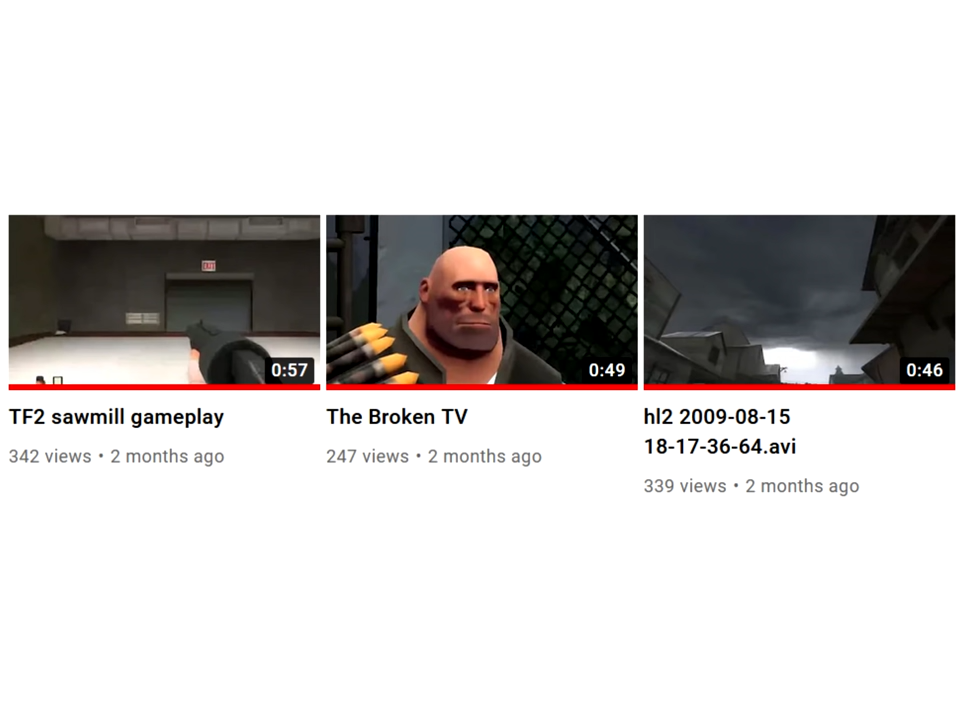 0:57
0:49
0:46
TF2 sawmill gameplay
342 views • 2 months ago
The Broken TV
247 views • 2 months ago
hl2 2009-08-15
18-17-36-64.avi
339 views • 2 months ago